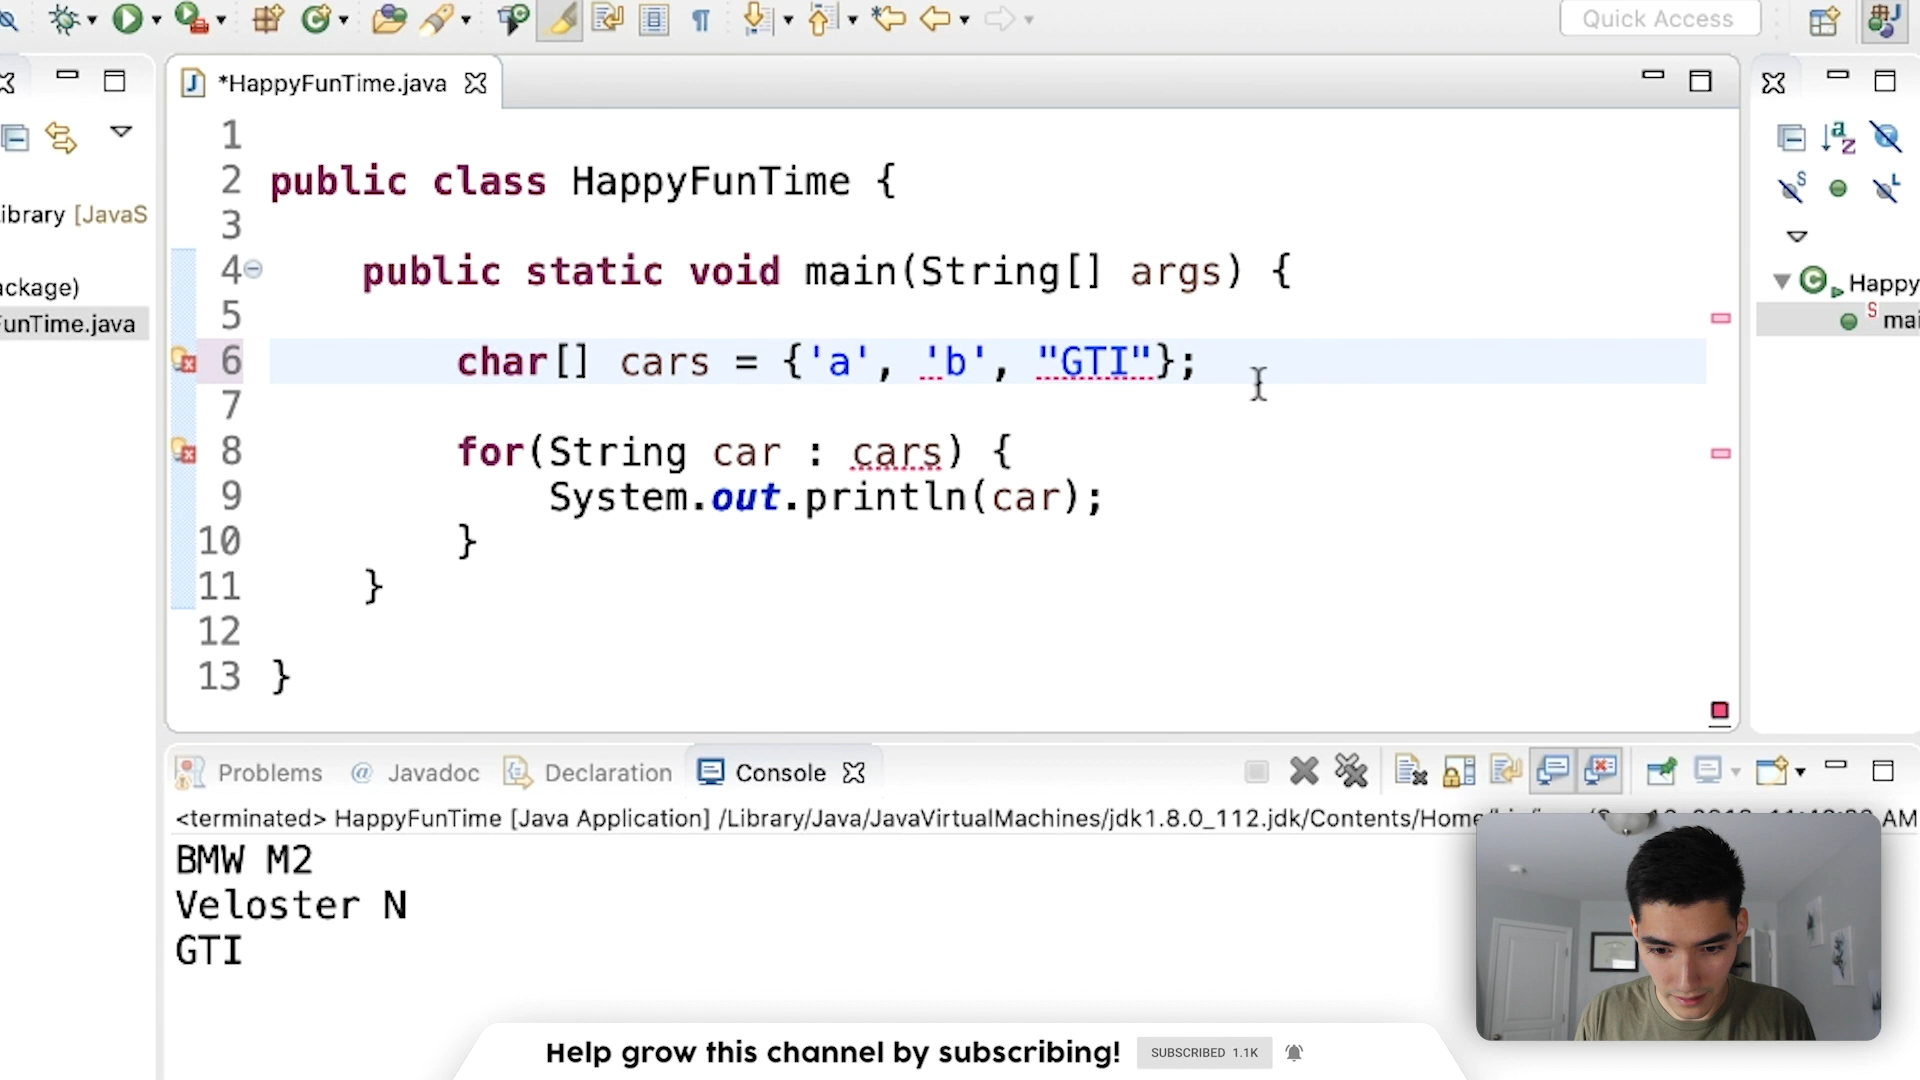 Quick Access
*HappyFunTime.java
ibrary [JavaS
ackage)
FunTime.java
1
2 public class HappyFunTime {
3
4 public static void main(String[] args) {
5
6 char[] cars = {'a', 'b', "GTI"};
7
8 for(String car : cars) {
9 System.out.println(car);
10 }
11 }
12
13 }
Happy
mai
Problems @ Javadoc Declaration Console
<terminated> HappyFunTime [Java Application] /Library/Java/JavaVirtualMachines/jdk1.8.0_112.jdk/Contents/Home AM
BMW M2
Veloster N
GTI
Help grow this channel by subscribing! SUBSCRIBED 1.1K